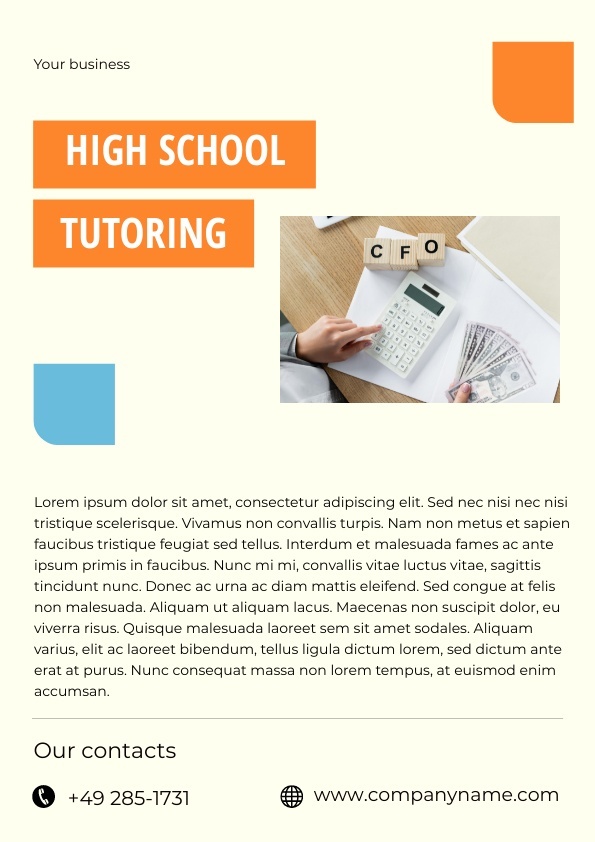 Your business
HIGH SCHOOL
TUTORING
C F O
Lorem ipsum dolor sit amet, consectetur adipiscing elit. Sed nec nisi nec nisi
tristique scelerisque. Vivamus non convallis turpis. Nam non metus et sapien
faucibus tristique feugiat sed tellus. Interdum et malesuada fames ac ante
ipsum primis in faucibus. Nunc mi mi, convallis vitae luctus vitae, sagittis
tincidunt nunc. Donec ac urna ac diam mattis eleifend. Sed congue at felis
non malesuada. Aliquam ut aliquam lacus. Maecenas non suscipit dolor, eu
viverra risus. Quisque malesuada laoreet sem sit amet sodales. Aliquam
varius, elit ac laoreet bibendum, tellus ligula dictum lorem, sed dictum ante
erat at purus. Nunc consequat massa non lorem tempus, at euismod enim
accumsan.
Our contacts
+49 285-1731
www.companyname.com